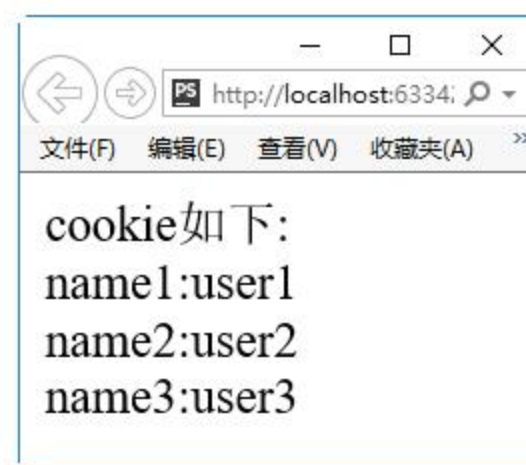 PS http://localhost:6334
文件(F) 编辑(E) 查看(V) 收藏夹(A) »
cookie如下:
name1:user1
name2:user2
name3:user3